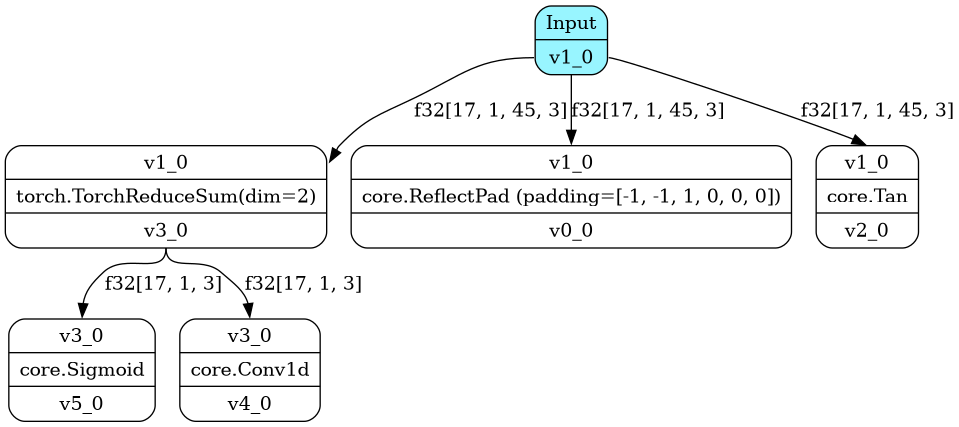 Input
v1_0
f32[17, 1, 45, 3]
f32[17, 1, 45, 3]
f32[17, 1, 45, 3]
v1_0
torch.TorchReduceSum(dim=2)
v3_0
v1_0
core.ReflectPad (padding=[-1, -1, 1, 0, 0, 0])
v0_0
v1_0
core.Tan
v2_0
f32[17, 1, 3]
f32[17, 1, 3]
v3_0
core.Sigmoid
v5_0
v3_0
core.Conv1d
v4_0